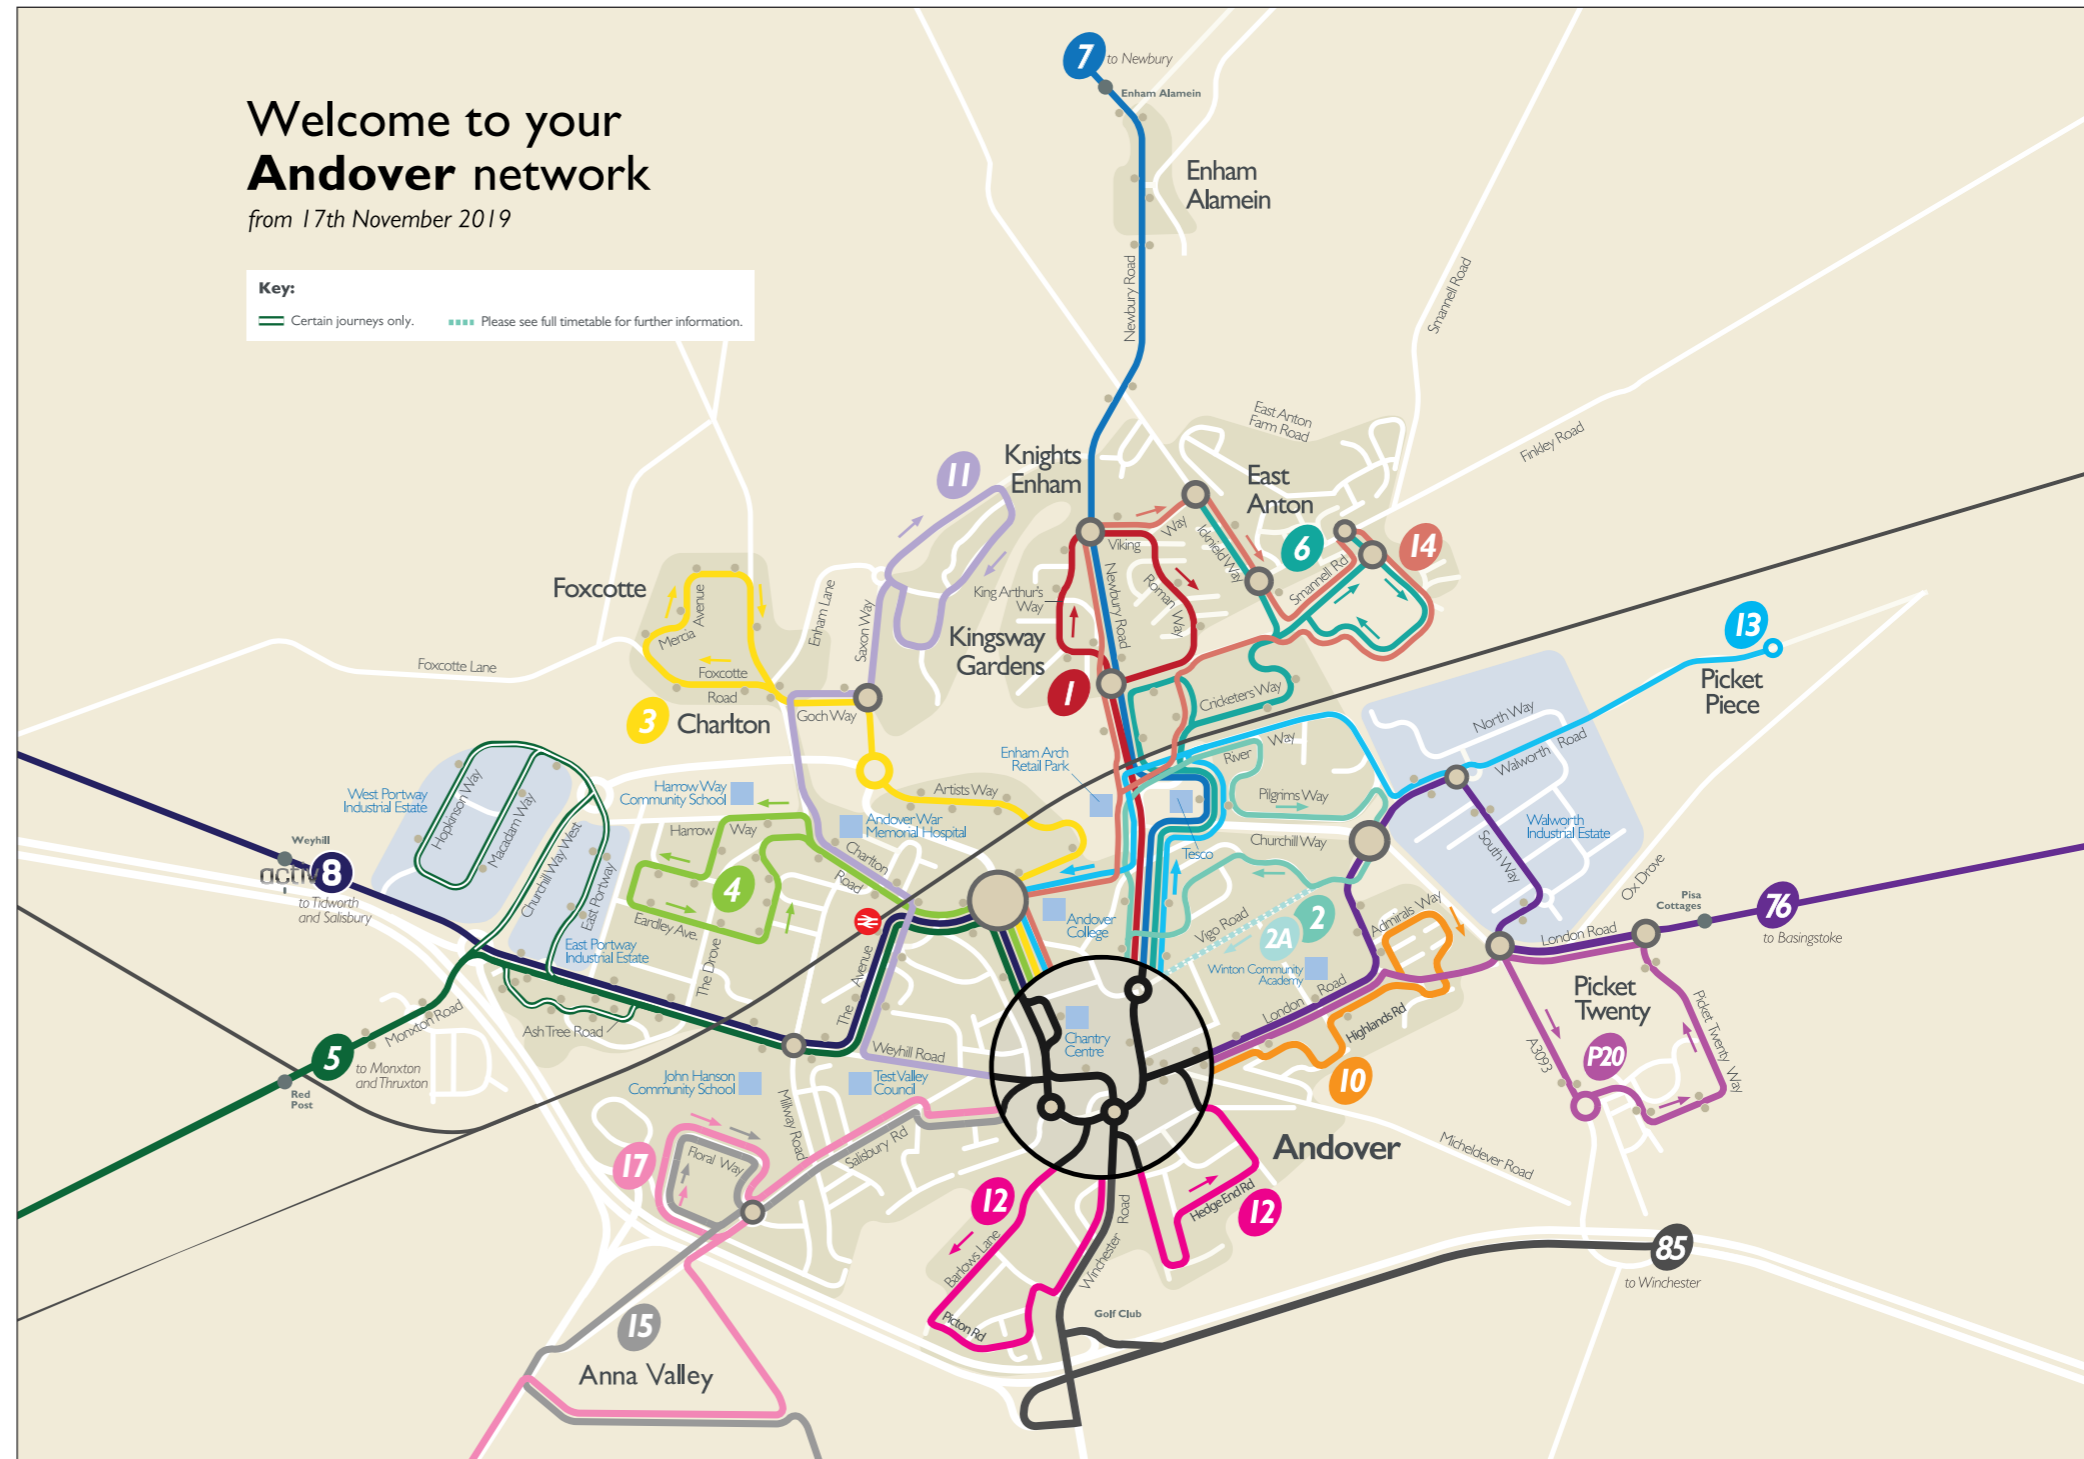 Welcome to your
Andover network
from 17th November 2019
Key:
Certain journeys only.
Please see full timetable for further information.
7
to Newbury
Enham Alamein
Enham
Alamein
Newbury Road
Smannell Road
East Anton
Farm Road
Finkley Road
Knights
Enham
11
East
Anton
6
14
Viking
Way
Icknield Way
Smannell Rd
Roman Way
Newbury Road
King Arthur's
Way
Kingsway
Gardens
1
Cricketers Way
Foxcotte
Mercia
Avenue
Foxcotte
Road
Foxcotte Lane
Enham Lane
Saxon Way
3
Charlton
Goch Way
13
Picket
Piece
North Way
Walworth Road
Walworth
Industrial Estate
South Way
River
Way
Pilgrims Way
Churchill Way
Enham Arch
Retail Park
Tesco
Artists Way
Harrow Way
Community School
Andover War
Memorial Hospital
Harrow Way
Charlton
Road
4
Eardley Ave.
The Drove
West Portway
Industrial Estate
Hopkinson Way
Macadam Way
Churchill Way West
East Portway
East Portway
Industrial Estate
Weyhill
activ8
to Tidworth
and Salisbury
Andover
College
Vigo Road
2A
2
Winton Community
Academy
Admirals Way
London Road
Highlands Rd
10
Ox Drove
Pisa
Cottages
76
to Basingstoke
London Road
Picket
Twenty
P20
A3093
Picket Twenty Way
The Avenue
Ash Tree Road
Monxton Road
5
to Monxton
and Thruxton
Red
Post
Weyhill Road
Chantry
Centre
John Hanson
Community School
Test Valley
Council
Millway Road
Salisbury Rd
17
Floral Way
Andover
Micheldever Road
12
Hedge End Rd
12
Barlows Lane
Picton Rd
Winchester Road
Golf Club
85
to Winchester
15
Anna Valley